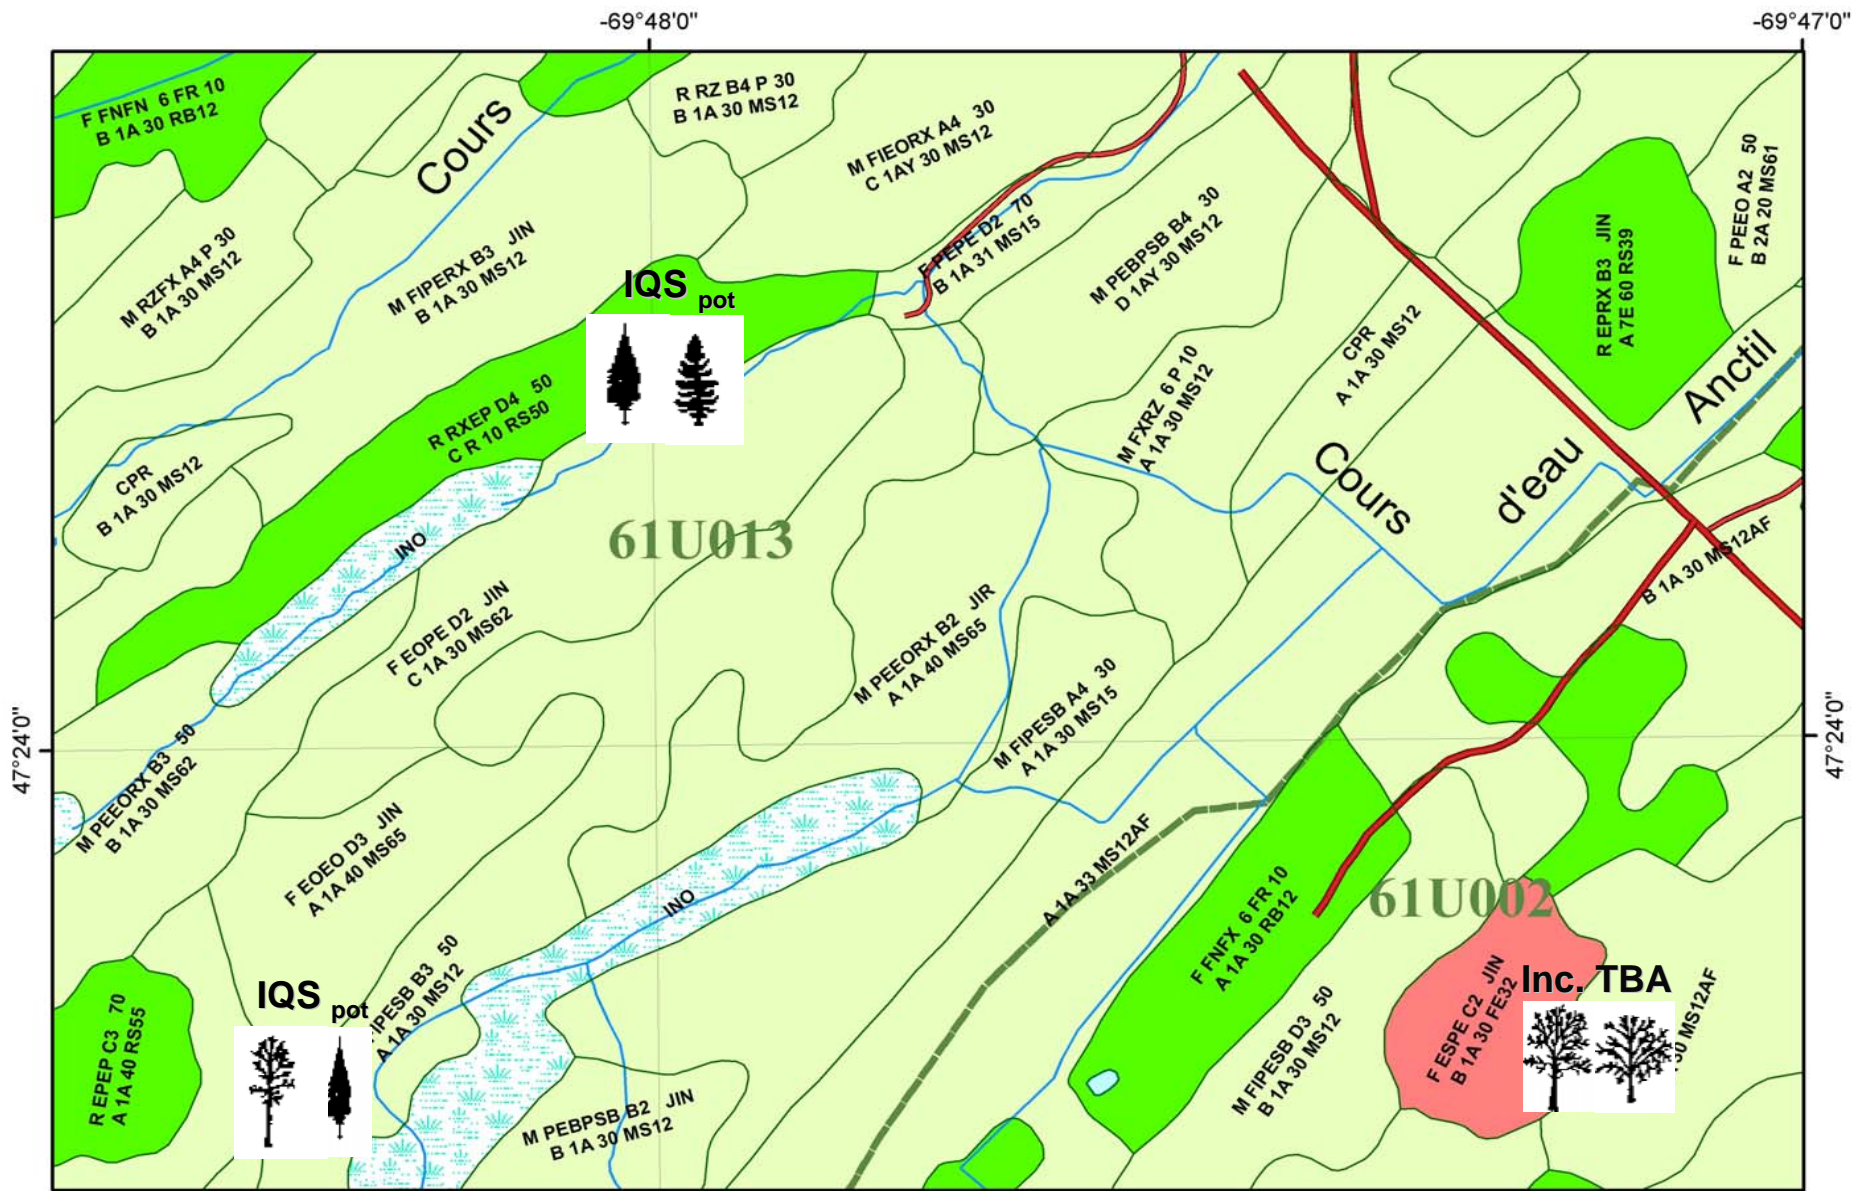 -69°48'0"
-69°47'0"
F FNFN 6 FR 10
B 1A 30 RB12
Cours
R RZ B4 P 30
B 1A 30 MS12
M FIEORX A4 30
C 1AY 30 MS12
F PEEO A2 50
B 2A 20 MS61
M RZFX A4 P 30
B 1A 30 MS12
M FIPERX B3 JIN
B 1A 30 MS12
F PEPE D2 70
B 1A 31 MS15
M PEBPSB B4 30
D 1AY 30 MS12
R EPRX B3 JIN
A 7E 60 RS39
IQS pot
CPR
A 1A 30 MS12
Anctil
R RXEP D4 50
C R 10 RS50
M FXRZ 6 P 10
A 1A 30 MS12
CPR
B 1A 30 MS12
Cours
d'eau
INO
61U013
B 1A 30 MS12AF
F EOPE D2 JIN
C 1A 30 MS62
M PEEORX B2 JIR
A 1A 40 MS65
M FIPESB A4 30
A 1A 30 MS15
47°24'0"
47°24'0"
M PEEORX B3 50
B 1A 30 MS62
F EOEO D3 JIN
A 1A 40 MS65
A 1A 33 MS12AF
INO
61U002
F FNFX 6 FR 10
A 1A 30 RB12
IPESB B3 50
A 1A 30 MS12
IQS pot
Inc. TBA
F ESPE C2 JIN
B 1A 30 FE32
MS12AF
R EPEP C3 70
A 1A 40 RS55
M FIPESB D3 50
B 1A 30 MS12
M PEBPSB B2 JIN
B 1A 30 MS12